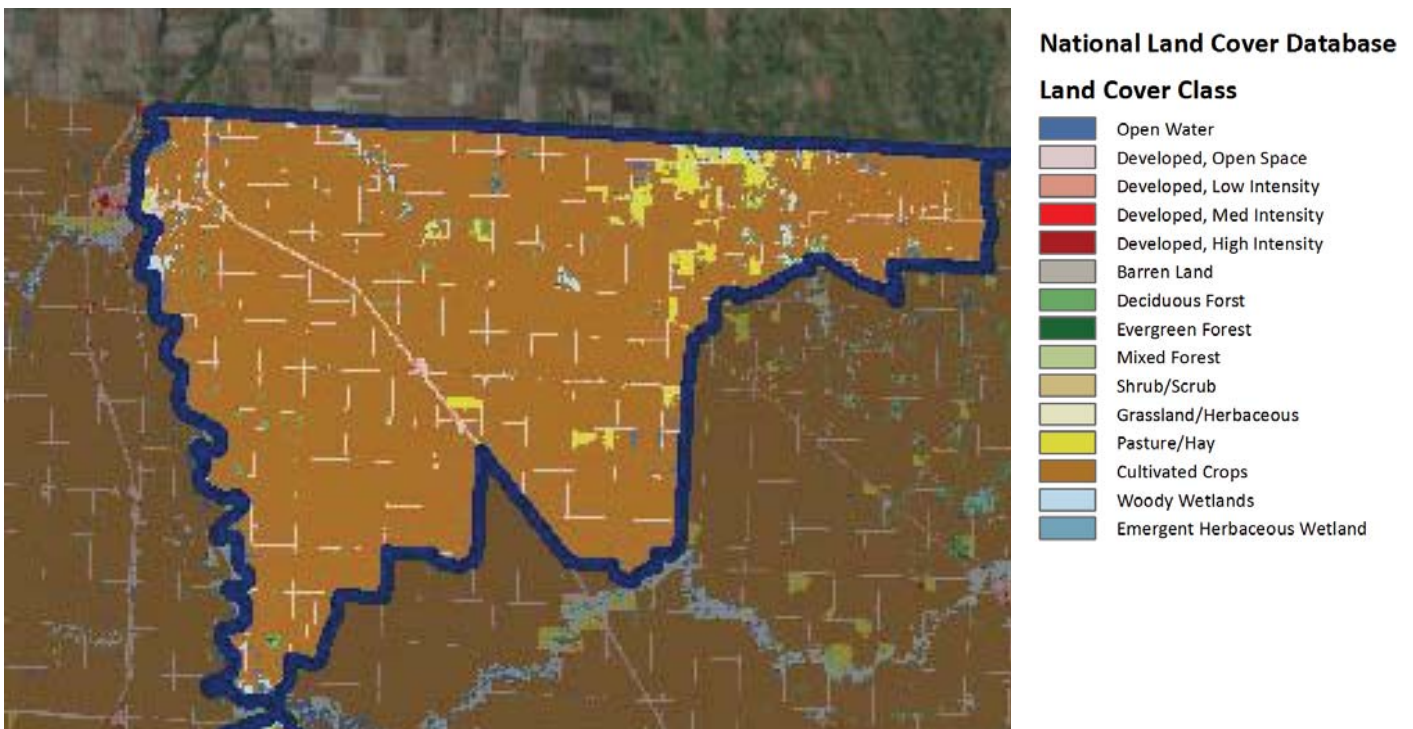 National Land Cover Database
Land Cover Class
Open Water
Developed, Open Space
Developed, Low Intensity
Developed, Med Intensity
Developed, High Intensity
Barren Land
Deciduous Forst
Evergreen Forest
Mixed Forest
Shrub/Scrub
Grassland/Herbaceous
Pasture/Hay
Cultivated Crops
Woody Wetlands
Emergent Herbaceous Wetland